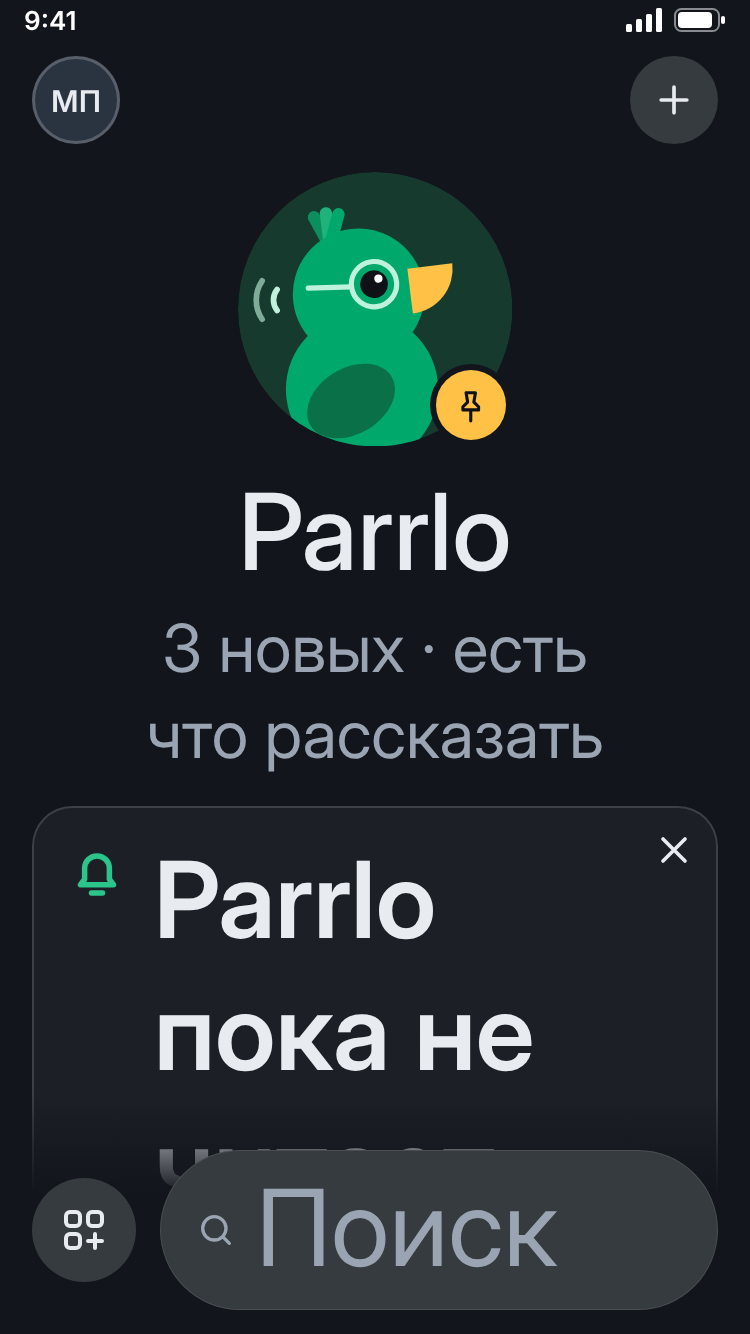 9:41
МП
Parrlo
3 новых · есть
что рассказать
Parrlo
пока не
Поиск